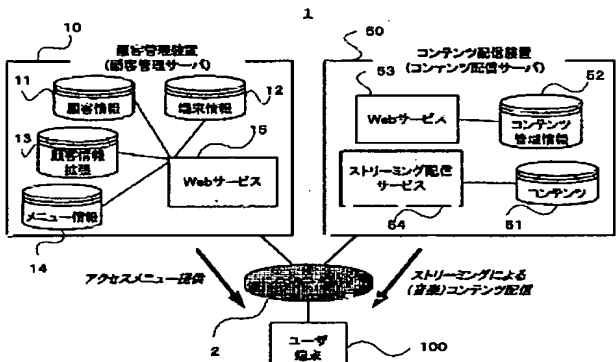 1
10
顧客管理装置
(顧客管理サーバ)
11
顧客情報
端末情報
12
13
顧客情報
拡張
15
Webサービス
メニュー情報
14
50
コンテンツ配信装置
(コンテンツ配信サーバ)
53
52
Webサービス
コンテンツ
管理情報
ストリーミング配信
サービス
コンテンツ
54
51
アクセスメニュー提供
ストリーミングによる
(音楽)コンテンツ配信
2
ユーザ
端末
100